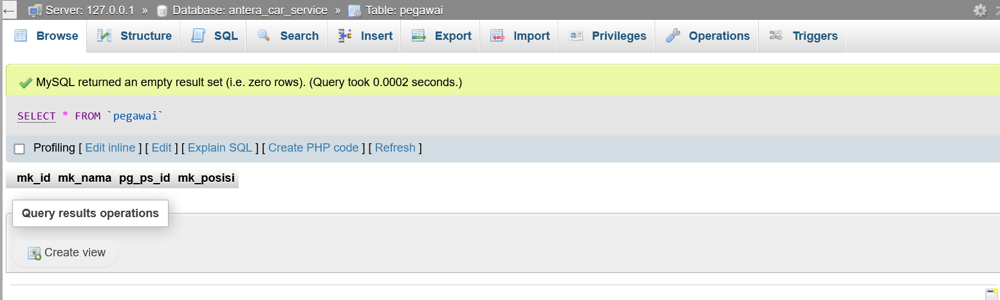 Server: 127.0.0.1 » Database: antera_car_service » Table: pegawai
Browse Structure SQL Search Insert Export Import Privileges Operations Triggers
MySQL returned an empty result set (i.e. zero rows). (Query took 0.0002 seconds.)
SELECT * FROM `pegawai`
Profiling [ Edit inline ] [ Edit ] [ Explain SQL ] [ Create PHP code ] [ Refresh ]
mk_id mk_nama pg_ps_id mk_posisi
Query results operations
Create view